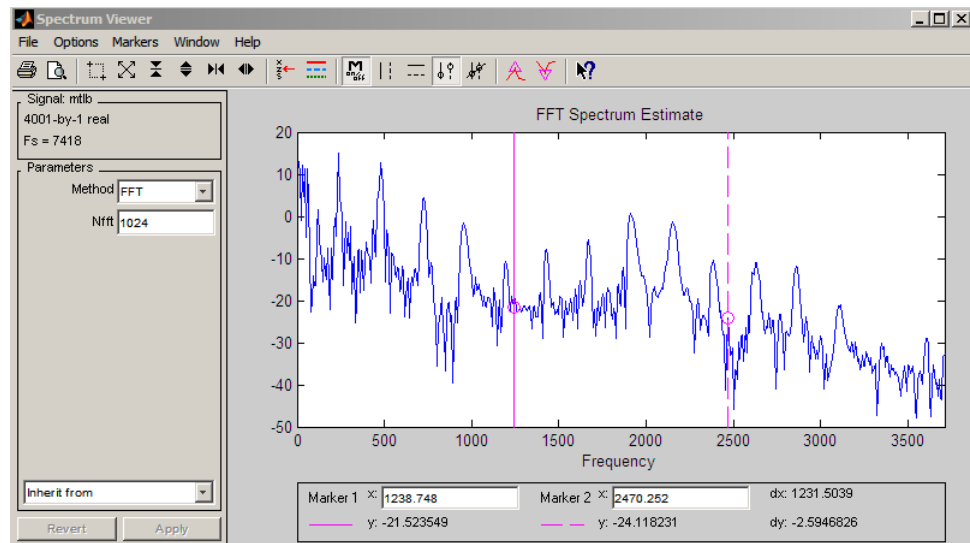 Spectrum Viewer
File Options Markers Window Help
Signal: mtlb
4001-by-1 real
Fs = 7418
Parameters
Method FFT
Nfft 1024
Inherit from
Revert Apply
FFT Spectrum Estimate
20
10
0
-10
-20
-30
-40
-50
0 500 1000 1500 2000 2500 3000 3500
Frequency
Marker 1 x: 1238.748 Marker 2 x: 2470.252 dx: 1231.5039
y: -21.523549 y: -24.118231 dy: -2.5946826